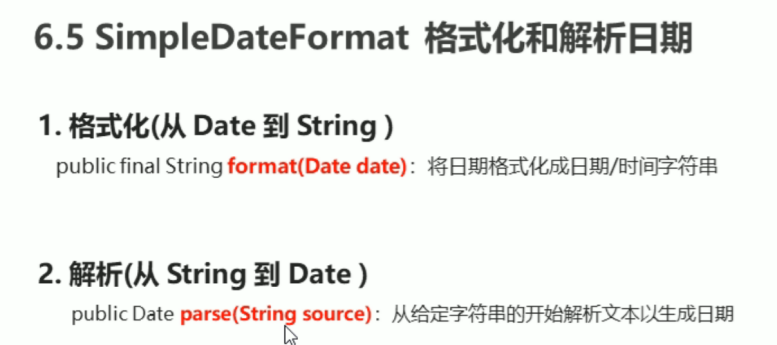 6.5 SimpleDateFormat 格式化和解析日期
1. 格式化(从 Date 到 String )
public final String format(Date date)：将日期格式化成日期/时间字符串
2. 解析(从 String 到 Date )
public Date parse(String source)：从给定字符串的开始解析文本以生成日期